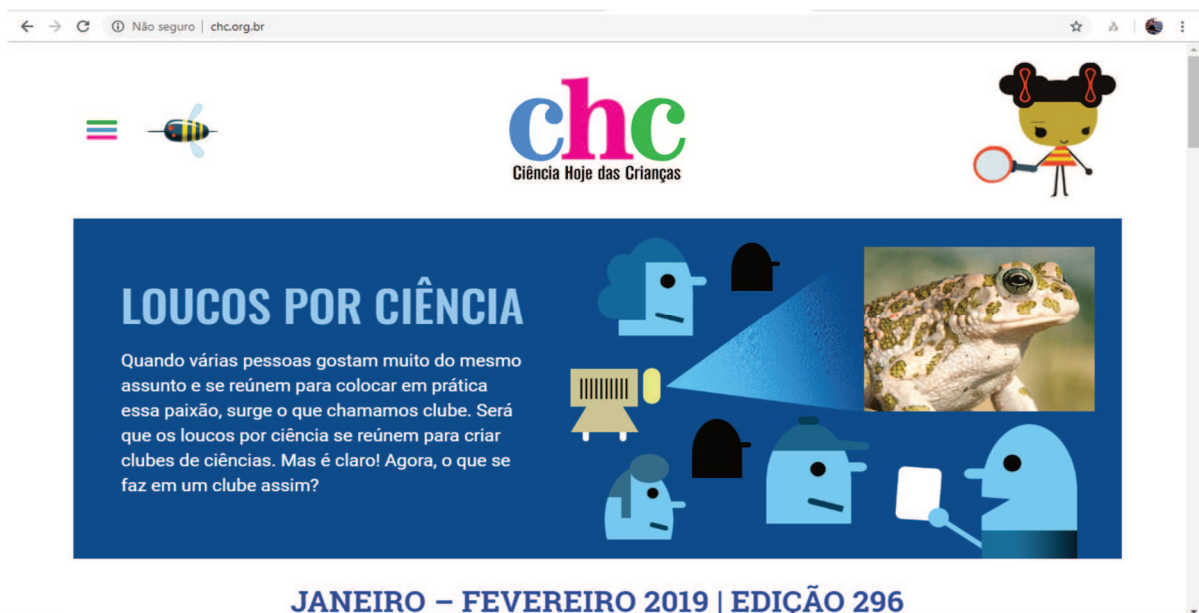 Não seguro | chc.org.br
chc
Ciência Hoje das Crianças
LOUCOS POR CIÊNCIA
Quando várias pessoas gostam muito do mesmo
assunto e se reúnem para colocar em prática
essa paixão, surge o que chamamos clube. Será
que os loucos por ciência se reúnem para criar
clubes de ciências. Mas é claro! Agora, o que se
faz em um clube assim?
JANEIRO – FEVEREIRO 2019 | EDIÇÃO 296